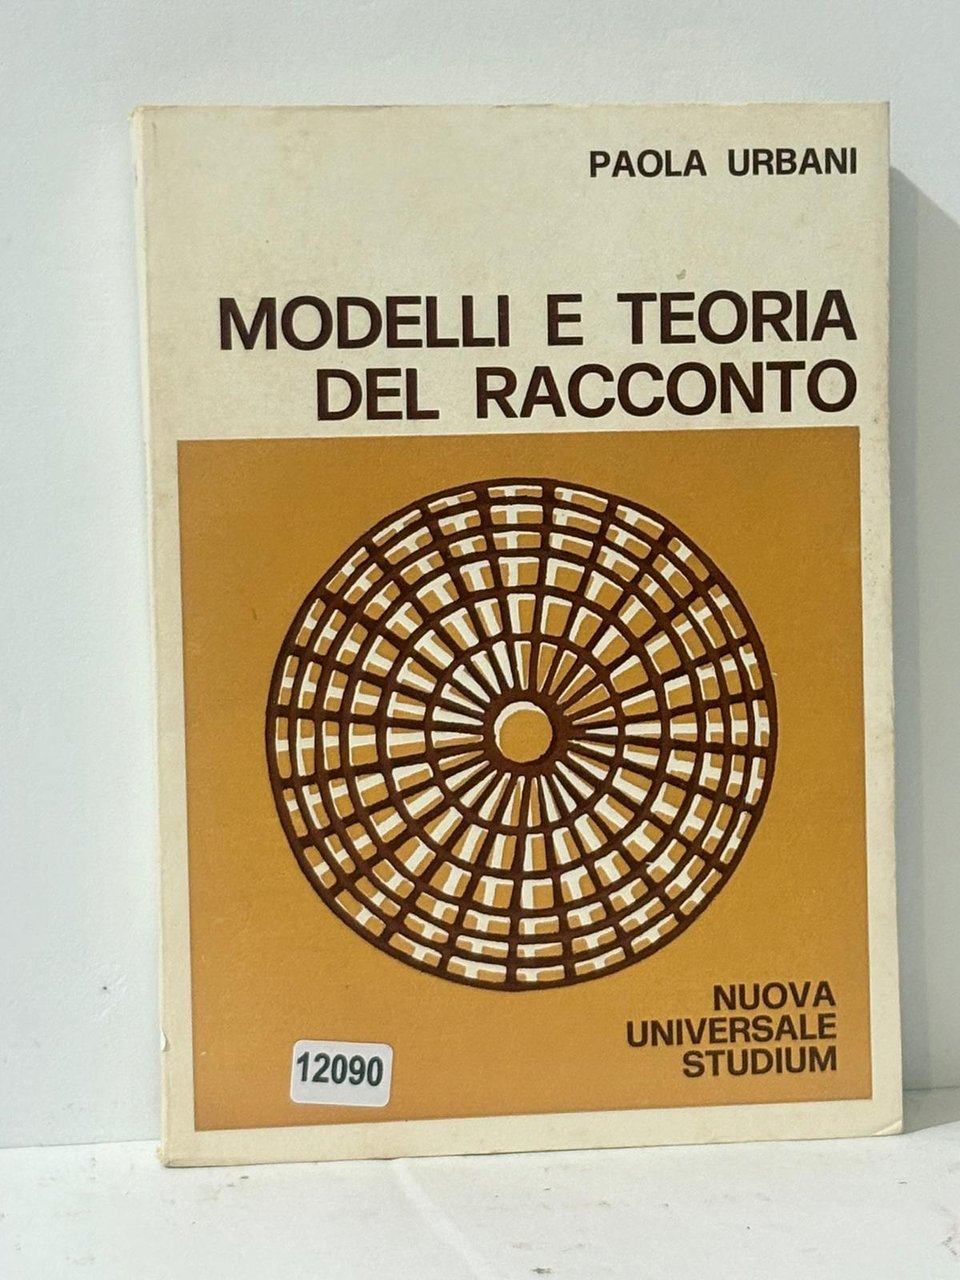 PAOLA URBANI
MODELLI E TEORIA
DEL RACCONTO
NUOVA
UNIVERSALE
STUDIUM
12090